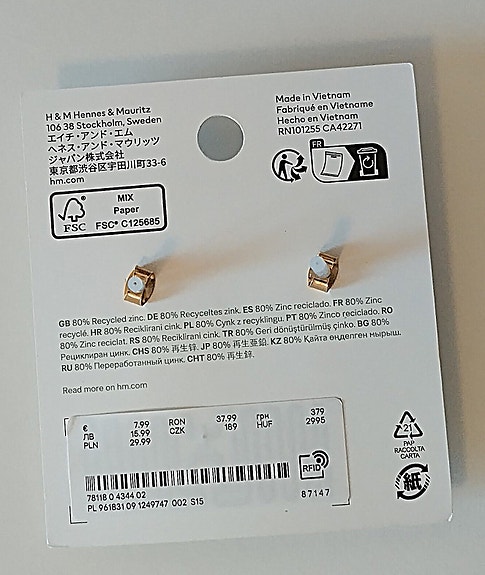 H & M Hennes & Mauritz
106 38 Stockholm, Sweden
エイチ・アンド・エム
ヘネス・アンド・マウリッツ
ジャパン株式会社
東京都渋谷区宇田川町33-6
hm.com
Made in Vietnam
Fabriqué en Vietname
Hecho en Vietnam
RN101255 CA42271
FR
FSC
MIX
Paper
FSC® C125685
GB 80% Recycled zinc. DE 80% Recyceltes zink. ES 80% Zinc reciclado. FR 80% Zinc
recyclé. HR 80% Reciklirani cink. PL 80% Cynk z recyklingu. PT 80% Zinco reciclado. RO
80% Zinc reciclat. RS 80% Reciklirani cink. TR 80% Geri dönüştürülmüş çinko. BG 80%
Рециклиран цинк. CHS 80% 再生锌. JP 80% 再生亜鉛. KZ 80% Қайта өңделген мырыш.
RU 80% Переработанный цинк. CHT 80% 再生鋅.
Read more on hm.com
€ 7.99 RON 37.99 грн 379
ЛВ 15.99 CZK 189 HUF 2995
PLN 29.99
RFID
78118 0 4344 02 87147
PL 961831 09 1249747 002 S15
21
PAP
RACCOLTA
CARTA
紙